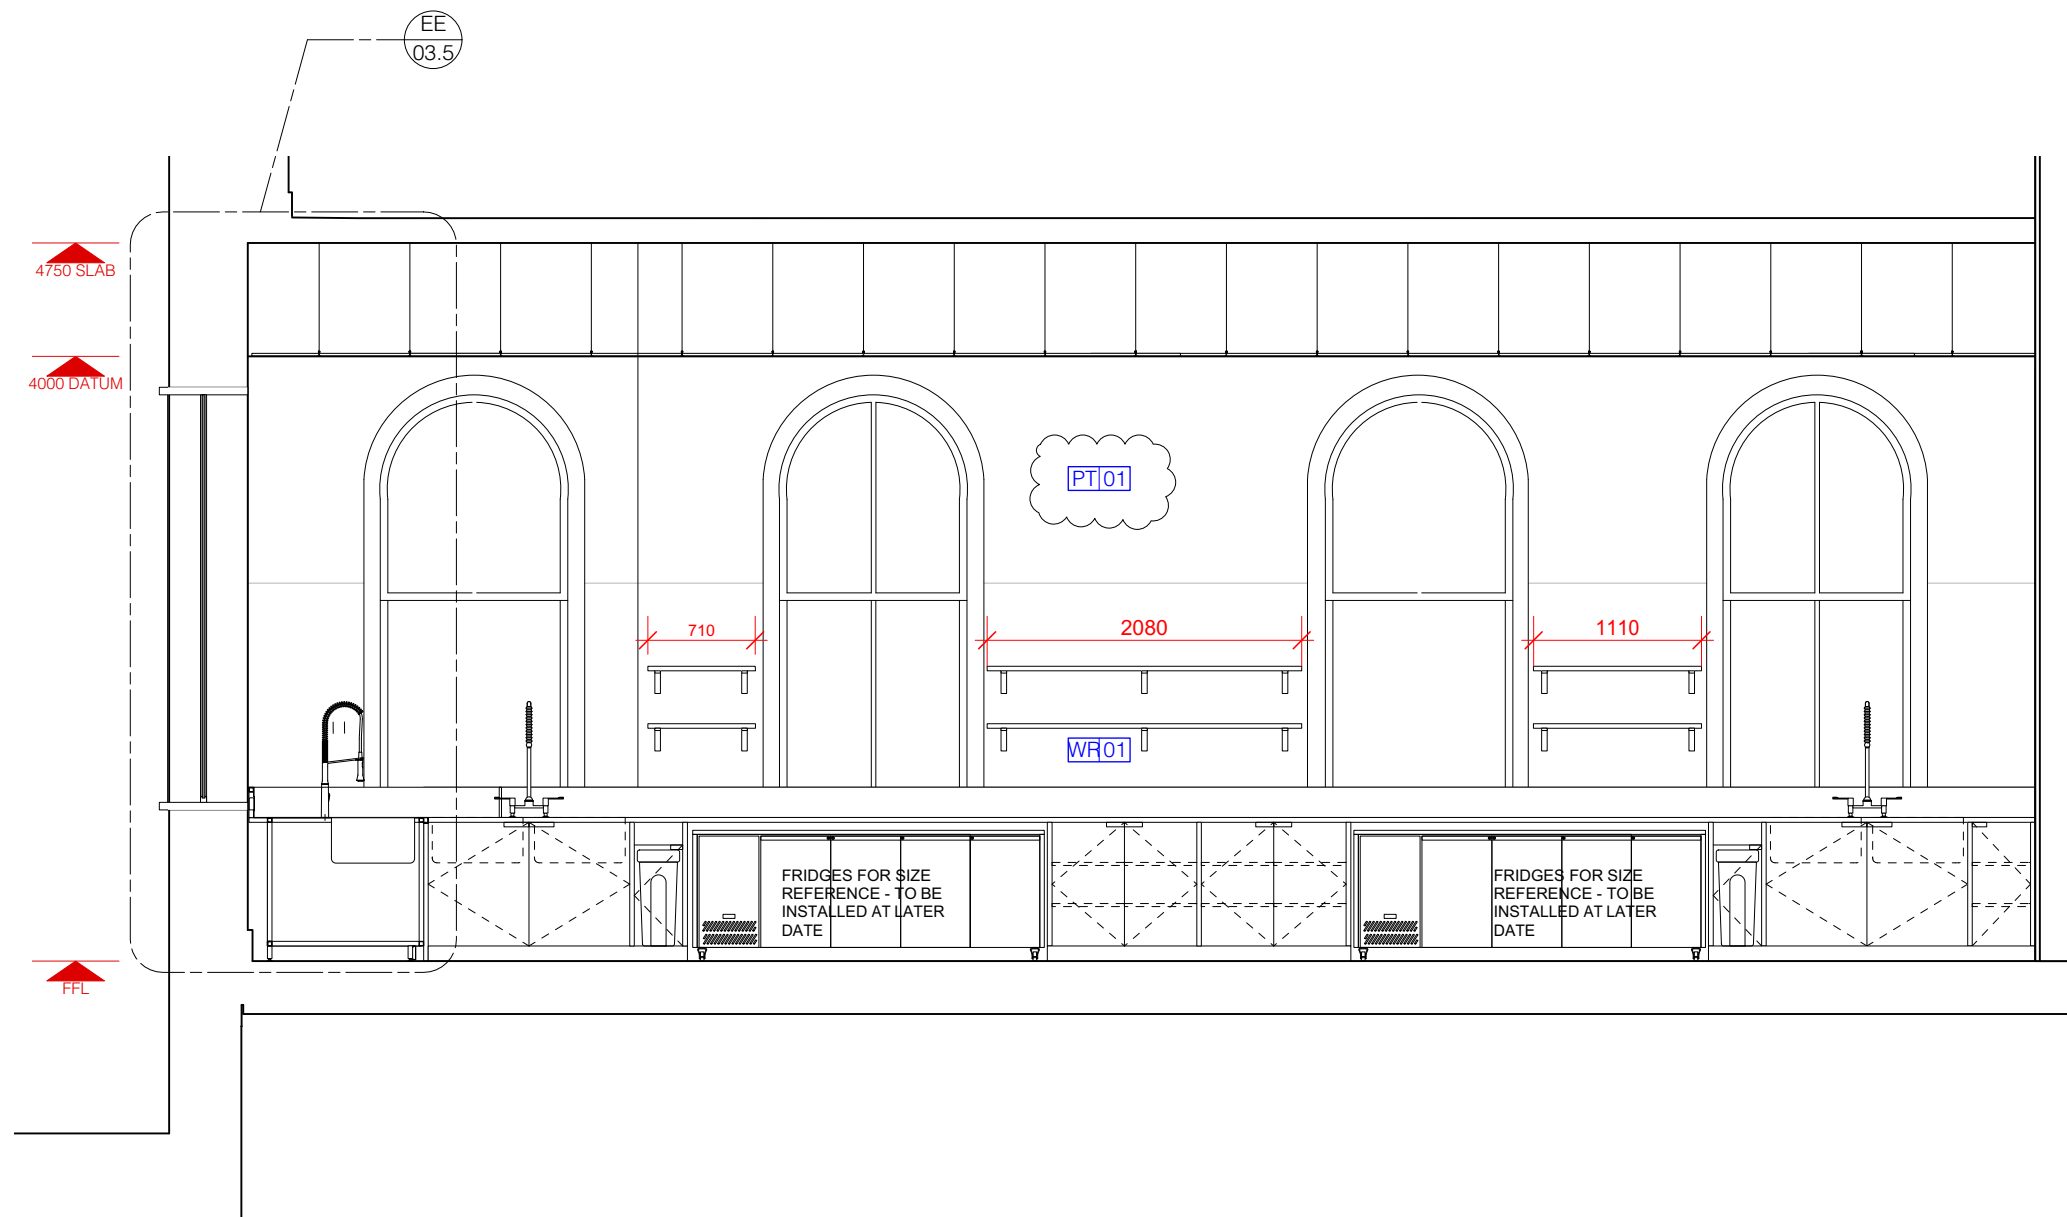 EE
03.5
4750 SLAB
4000 DATUM
PT 01
710
2080
1110
WR 01
FRIDGES FOR SIZE
REFERENCE - TO BE
INSTALLED AT LATER
DATE
FRIDGES FOR SIZE
REFERENCE - TO BE
INSTALLED AT LATER
DATE
FFL